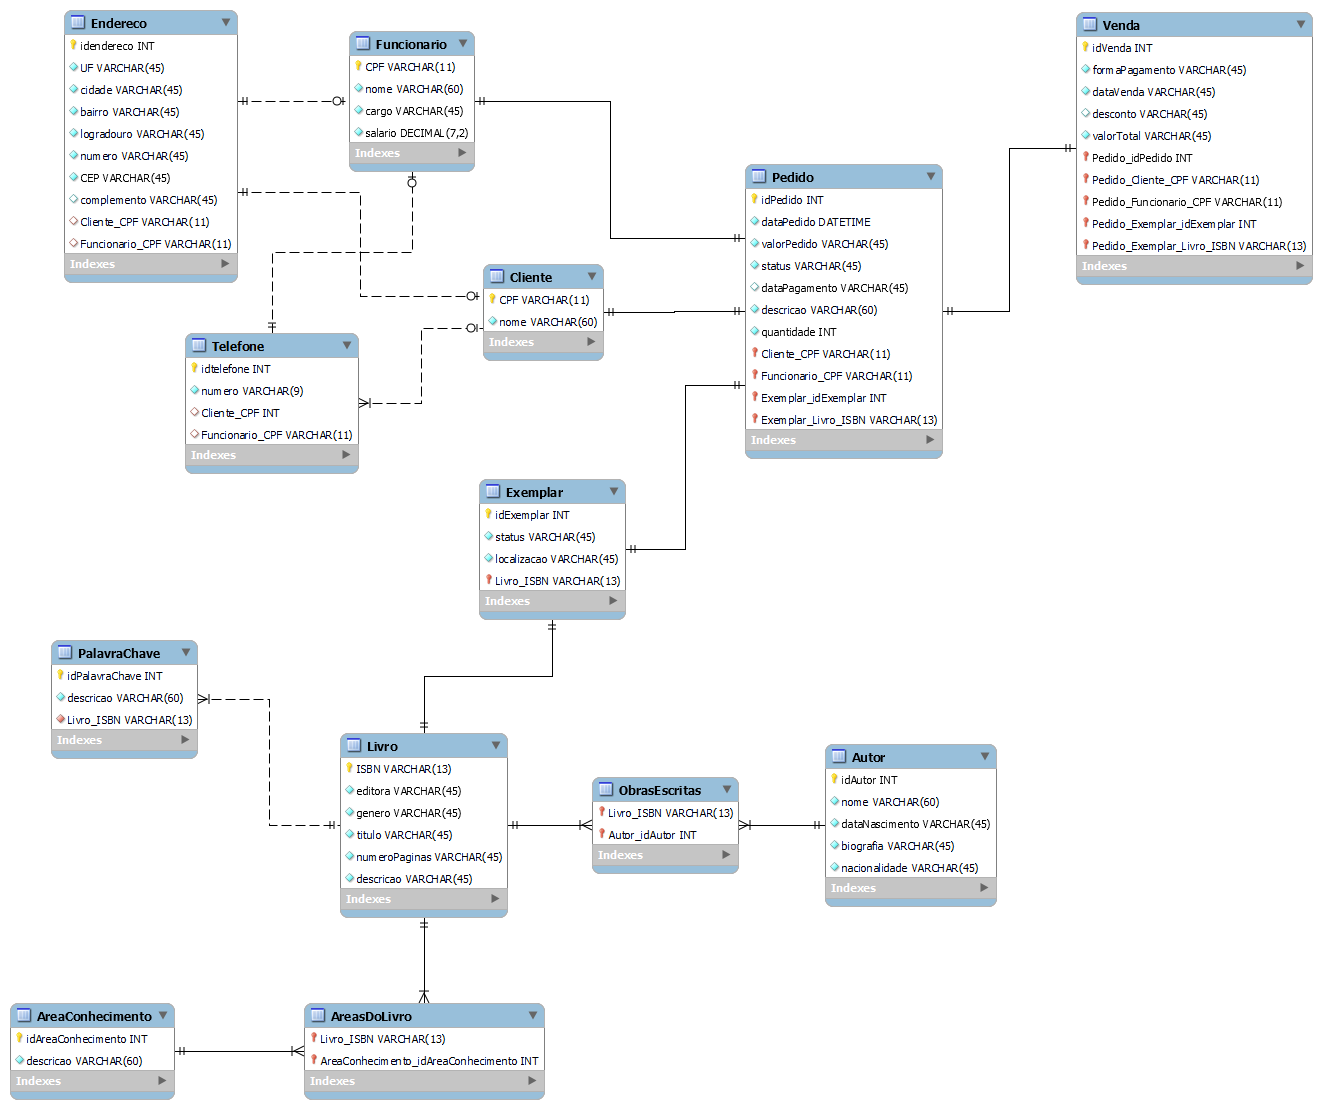 Endereco
idendereco INT
UF VARCHAR(45)
cidade VARCHAR(45)
bairro VARCHAR(45)
logradouro VARCHAR(45)
numero VARCHAR(45)
CEP VARCHAR(45)
complemento VARCHAR(45)
Cliente_CPF VARCHAR(11)
Funcionario_CPF VARCHAR(11)
Indexes
Funcionario
CPF VARCHAR(11)
nome VARCHAR(60)
cargo VARCHAR(45)
salario DECIMAL(7,2)
Indexes
Venda
idVenda INT
formaPagamento VARCHAR(45)
dataVenda VARCHAR(45)
desconto VARCHAR(45)
valorTotal VARCHAR(45)
Pedido_idPedido INT
Pedido_Cliente_CPF VARCHAR(11)
Pedido_Funcionario_CPF VARCHAR(11)
Pedido_Exemplar_idExemplar INT
Pedido_Exemplar_Livro_ISBN VARCHAR(13)
Indexes
Pedido
idPedido INT
dataPedido DATETIME
valorPedido VARCHAR(45)
status VARCHAR(45)
dataPagamento VARCHAR(45)
descricao VARCHAR(60)
quantidade INT
Cliente_CPF VARCHAR(11)
Funcionario_CPF VARCHAR(11)
Exemplar_idExemplar INT
Exemplar_Livro_ISBN VARCHAR(13)
Indexes
Cliente
CPF VARCHAR(11)
nome VARCHAR(60)
Indexes
Telefone
idtelefone INT
numero VARCHAR(9)
Cliente_CPF INT
Funcionario_CPF VARCHAR(11)
Indexes
Exemplar
idExemplar INT
status VARCHAR(45)
localizacao VARCHAR(45)
Livro_ISBN VARCHAR(13)
Indexes
PalavraChave
idPalavraChave INT
descricao VARCHAR(60)
Livro_ISBN VARCHAR(13)
Indexes
Livro
ISBN VARCHAR(13)
editora VARCHAR(45)
genero VARCHAR(45)
titulo VARCHAR(45)
numeroPaginas VARCHAR(45)
descricao VARCHAR(45)
Indexes
ObrasEscritas
Livro_ISBN VARCHAR(13)
Autor_idAutor INT
Indexes
Autor
idAutor INT
nome VARCHAR(60)
dataNascimento VARCHAR(45)
biografia VARCHAR(45)
nacionalidade VARCHAR(45)
Indexes
AreaConhecimento
idAreaConhecimento INT
descricao VARCHAR(60)
Indexes
AreasDoLivro
Livro_ISBN VARCHAR(13)
AreaConhecimento_idAreaConhecimento INT
Indexes